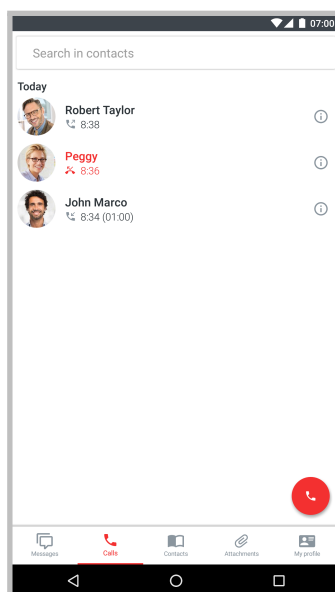 07:00
Search in contacts
Today
Robert Taylor
8:38
Peggy
8:36
John Marco
8:34 (01:00)
Messages
Calls
Contacts
Attachments
My profile